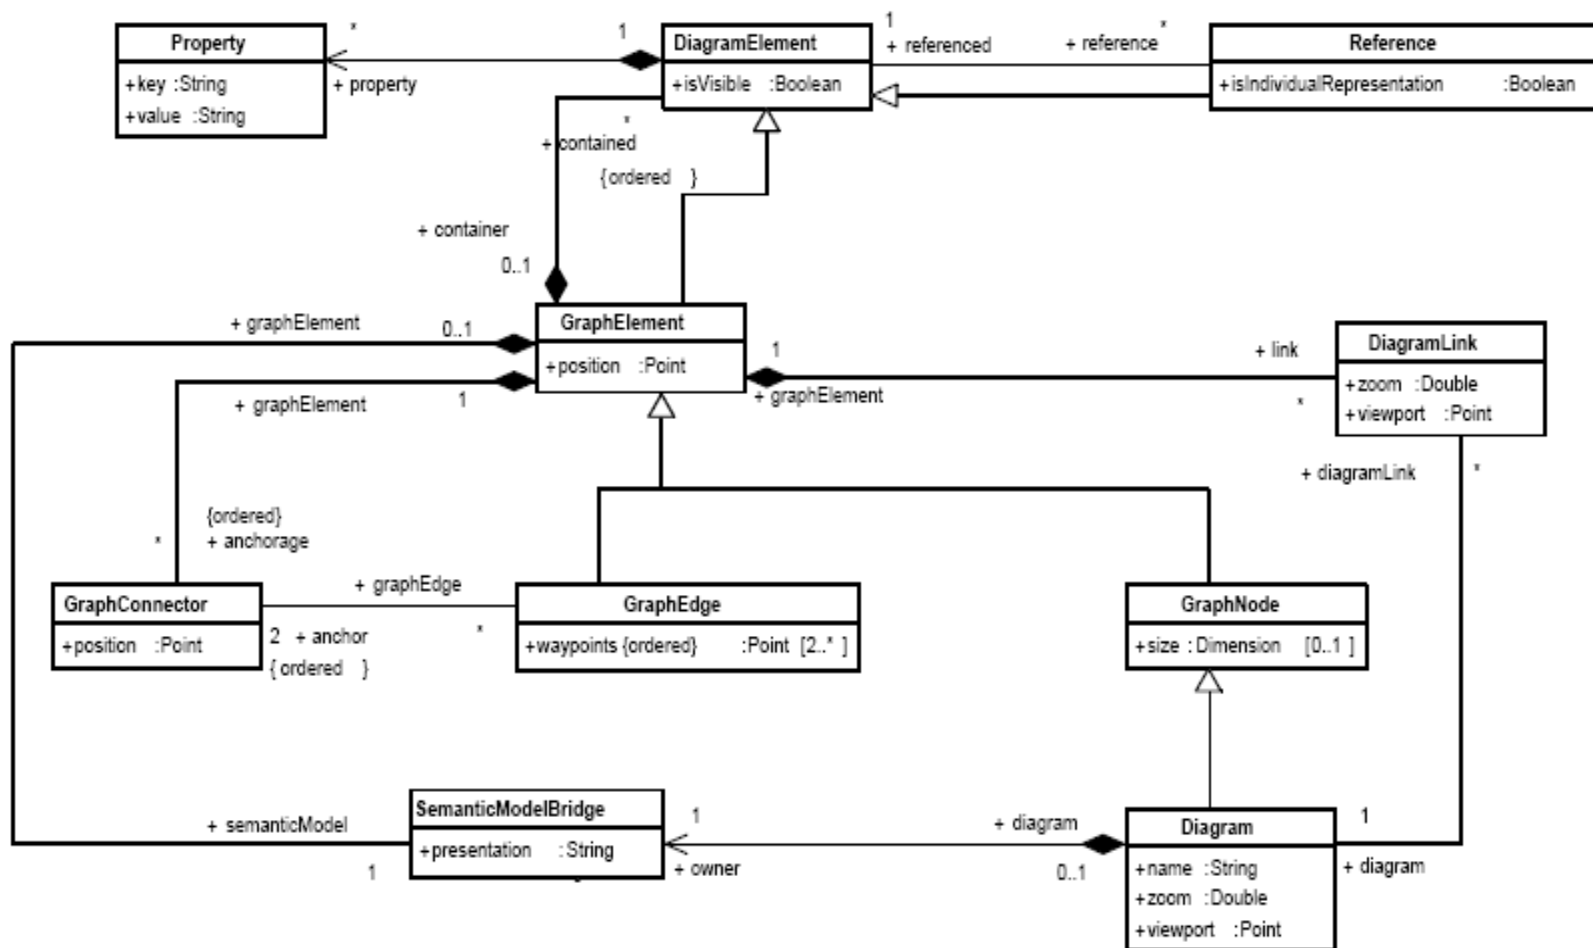 1 *
* 1
Property DiagramElement + referenced + reference Reference
+key :String + property +isVisible :Boolean +isIndividualRepresentation :Boolean
+value :String
*
+ contained
{ordered }
+ container
0..1
+ graphElement 0..1 GraphElement
1 + link DiagramLink
+position :Point
+ graphElement 1 + graphElement * +zoom :Double
+viewport :Point
+ diagramLink *
{ordered}
* + anchorage
+ graphEdge
GraphConnector GraphEdge GraphNode
2 + anchor *
+position :Point +waypoints {ordered} :Point [2..* ] +size : Dimension [0..1 ]
{ ordered }
SemanticModelBridge 1 1
+ semanticModel + diagram Diagram
+presentation :String
1 + owner 0..1 +name :String + diagram
+zoom :Double
+viewport :Point